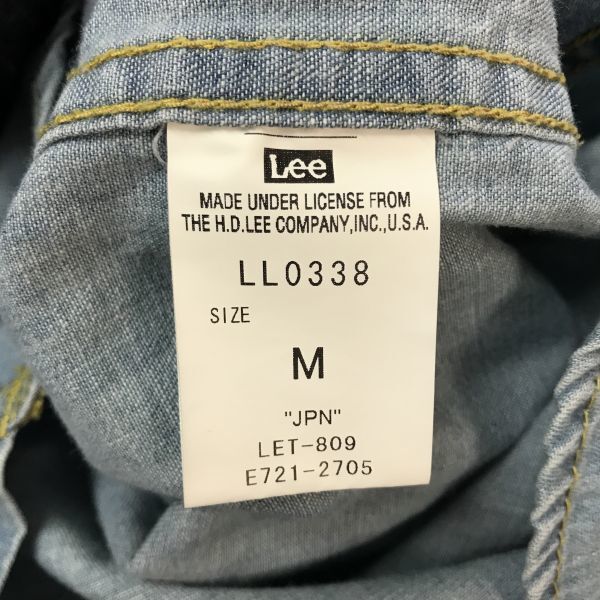 Lee
MADE UNDER LICENSE FROM
THE H.D.LEE COMPANY,INC.,U.S.A.
LL0338
SIZE
M
"JPN"
LET-809
E721-2705